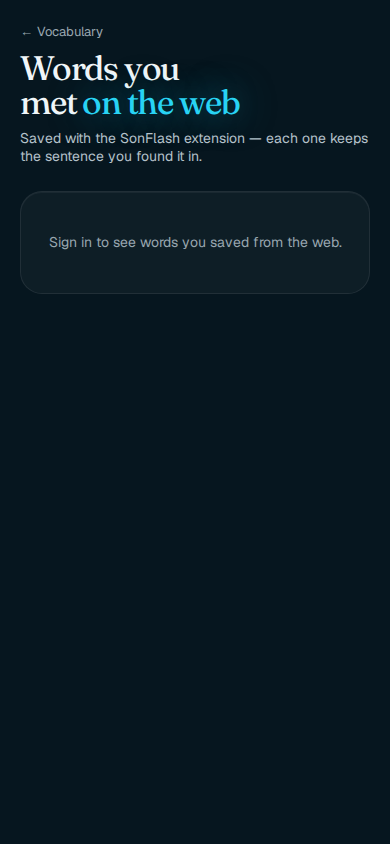 ← Vocabulary
Words you
met on the web
Saved with the SonFlash extension — each one keeps
the sentence you found it in.
Sign in to see words you saved from the web.